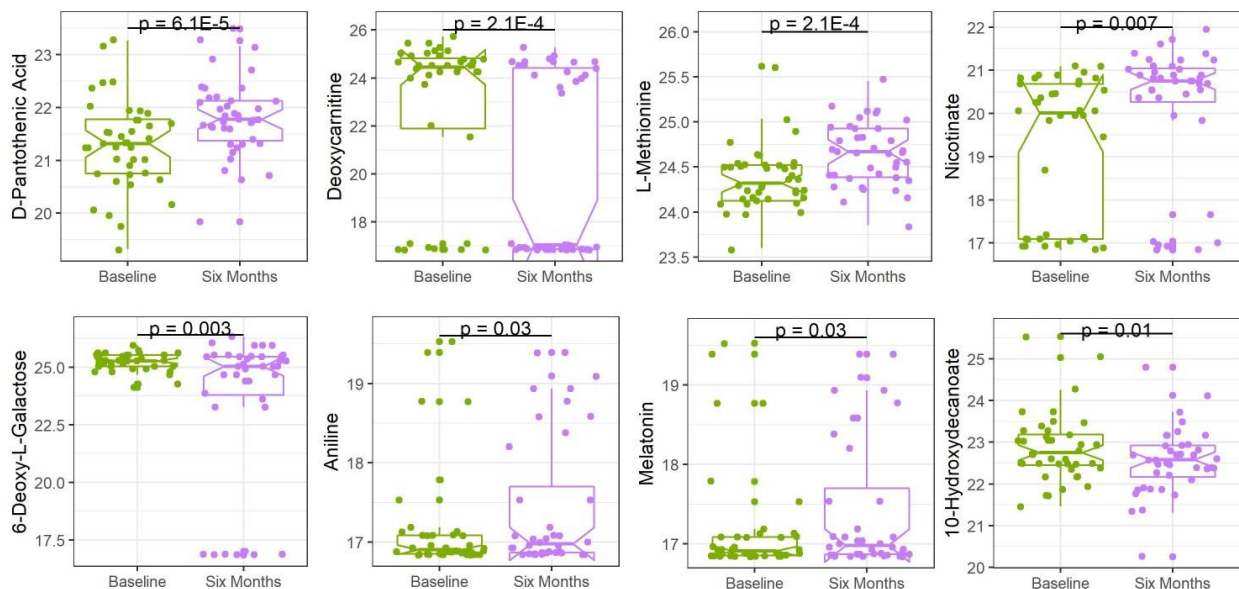 p = 6.1E-5
D-Pantothenic Acid
23
22
21
20
Baseline
Six Months
p = 2.1E-4
Deoxycarnitine
26
24
22
20
18
Baseline
Six Months
p = 2.1E-4
L-Methionine
26.0
25.5
25.0
24.5
24.0
23.5
Baseline
Six Months
p = 0.007
Nicotinate
22
21
20
19
18
17
Baseline
Six Months
p = 0.003
6-Deoxy-L-Galactose
25.0
22.5
20.0
17.5
Baseline
Six Months
p = 0.03
Aniline
19
18
17
Baseline
Six Months
p = 0.03
Melatonin
19
18
17
Baseline
Six Months
p = 0.01
10-Hydroxydecanoate
25
24
23
22
21
20
Baseline
Six Months